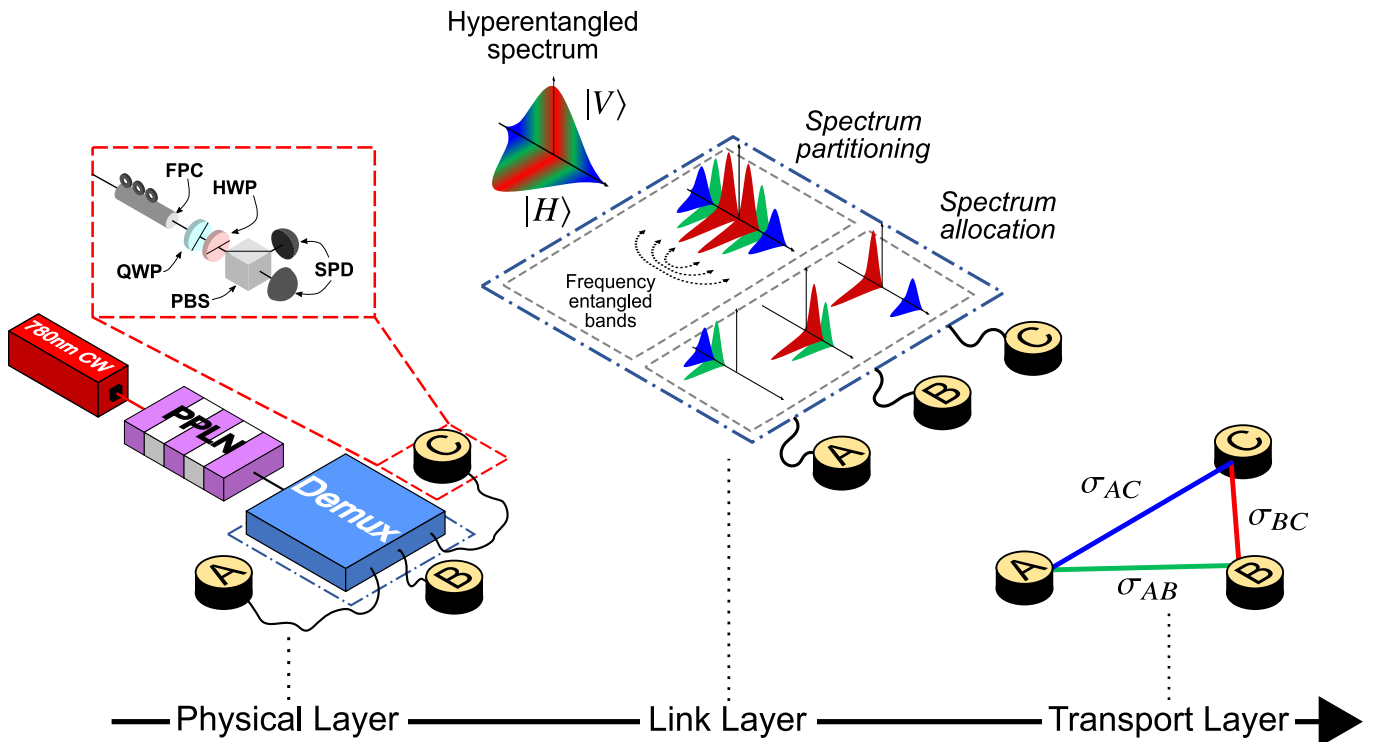 Hyperentangled
spectrum
|V⟩
|H⟩
Spectrum
partitioning
Spectrum
allocation
Frequency
entangled
bands
FPC
HWP
QWP
PBS
SPD
780nm CW
PPLN
Demux
C
A
B
C
B
A
C
A
B
σ_AC
σ_BC
σ_AB
Physical Layer
Link Layer
Transport Layer